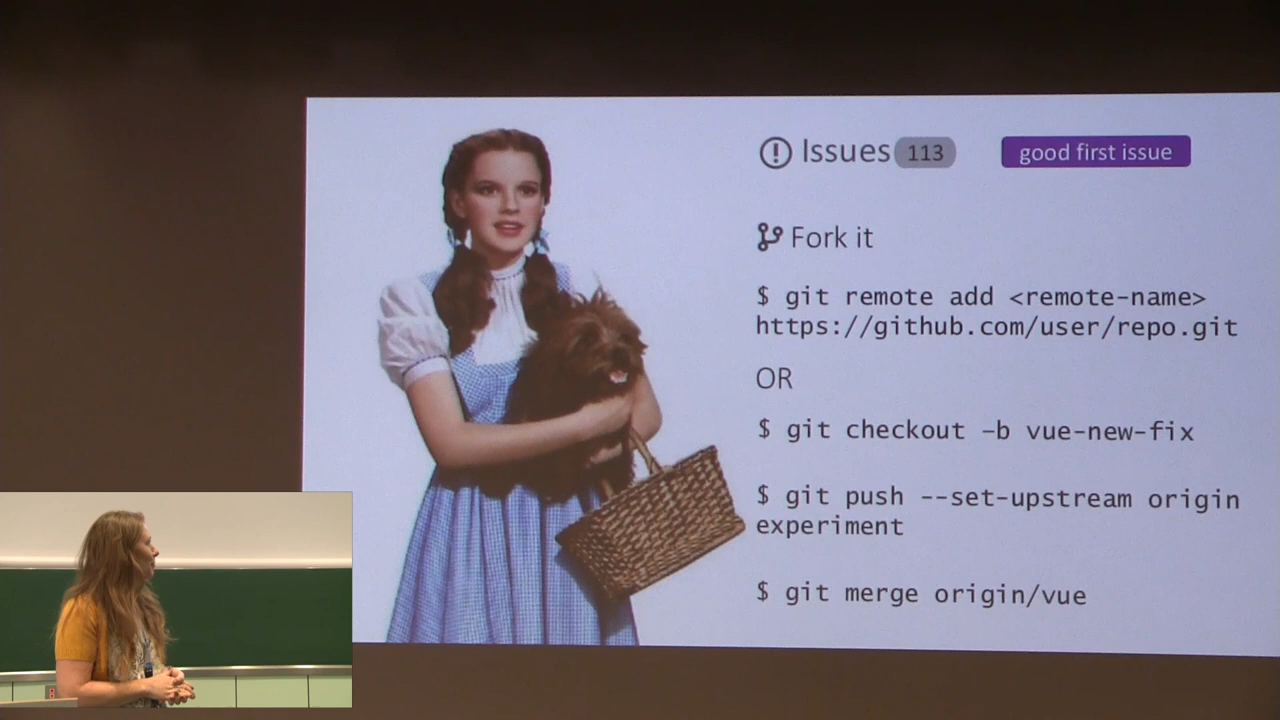 Issues 113 good first issue
Fork it
$ git remote add <remote-name>
https://github.com/user/repo.git
OR
$ git checkout –b vue-new-fix
$ git push --set-upstream origin
experiment
$ git merge origin/vue